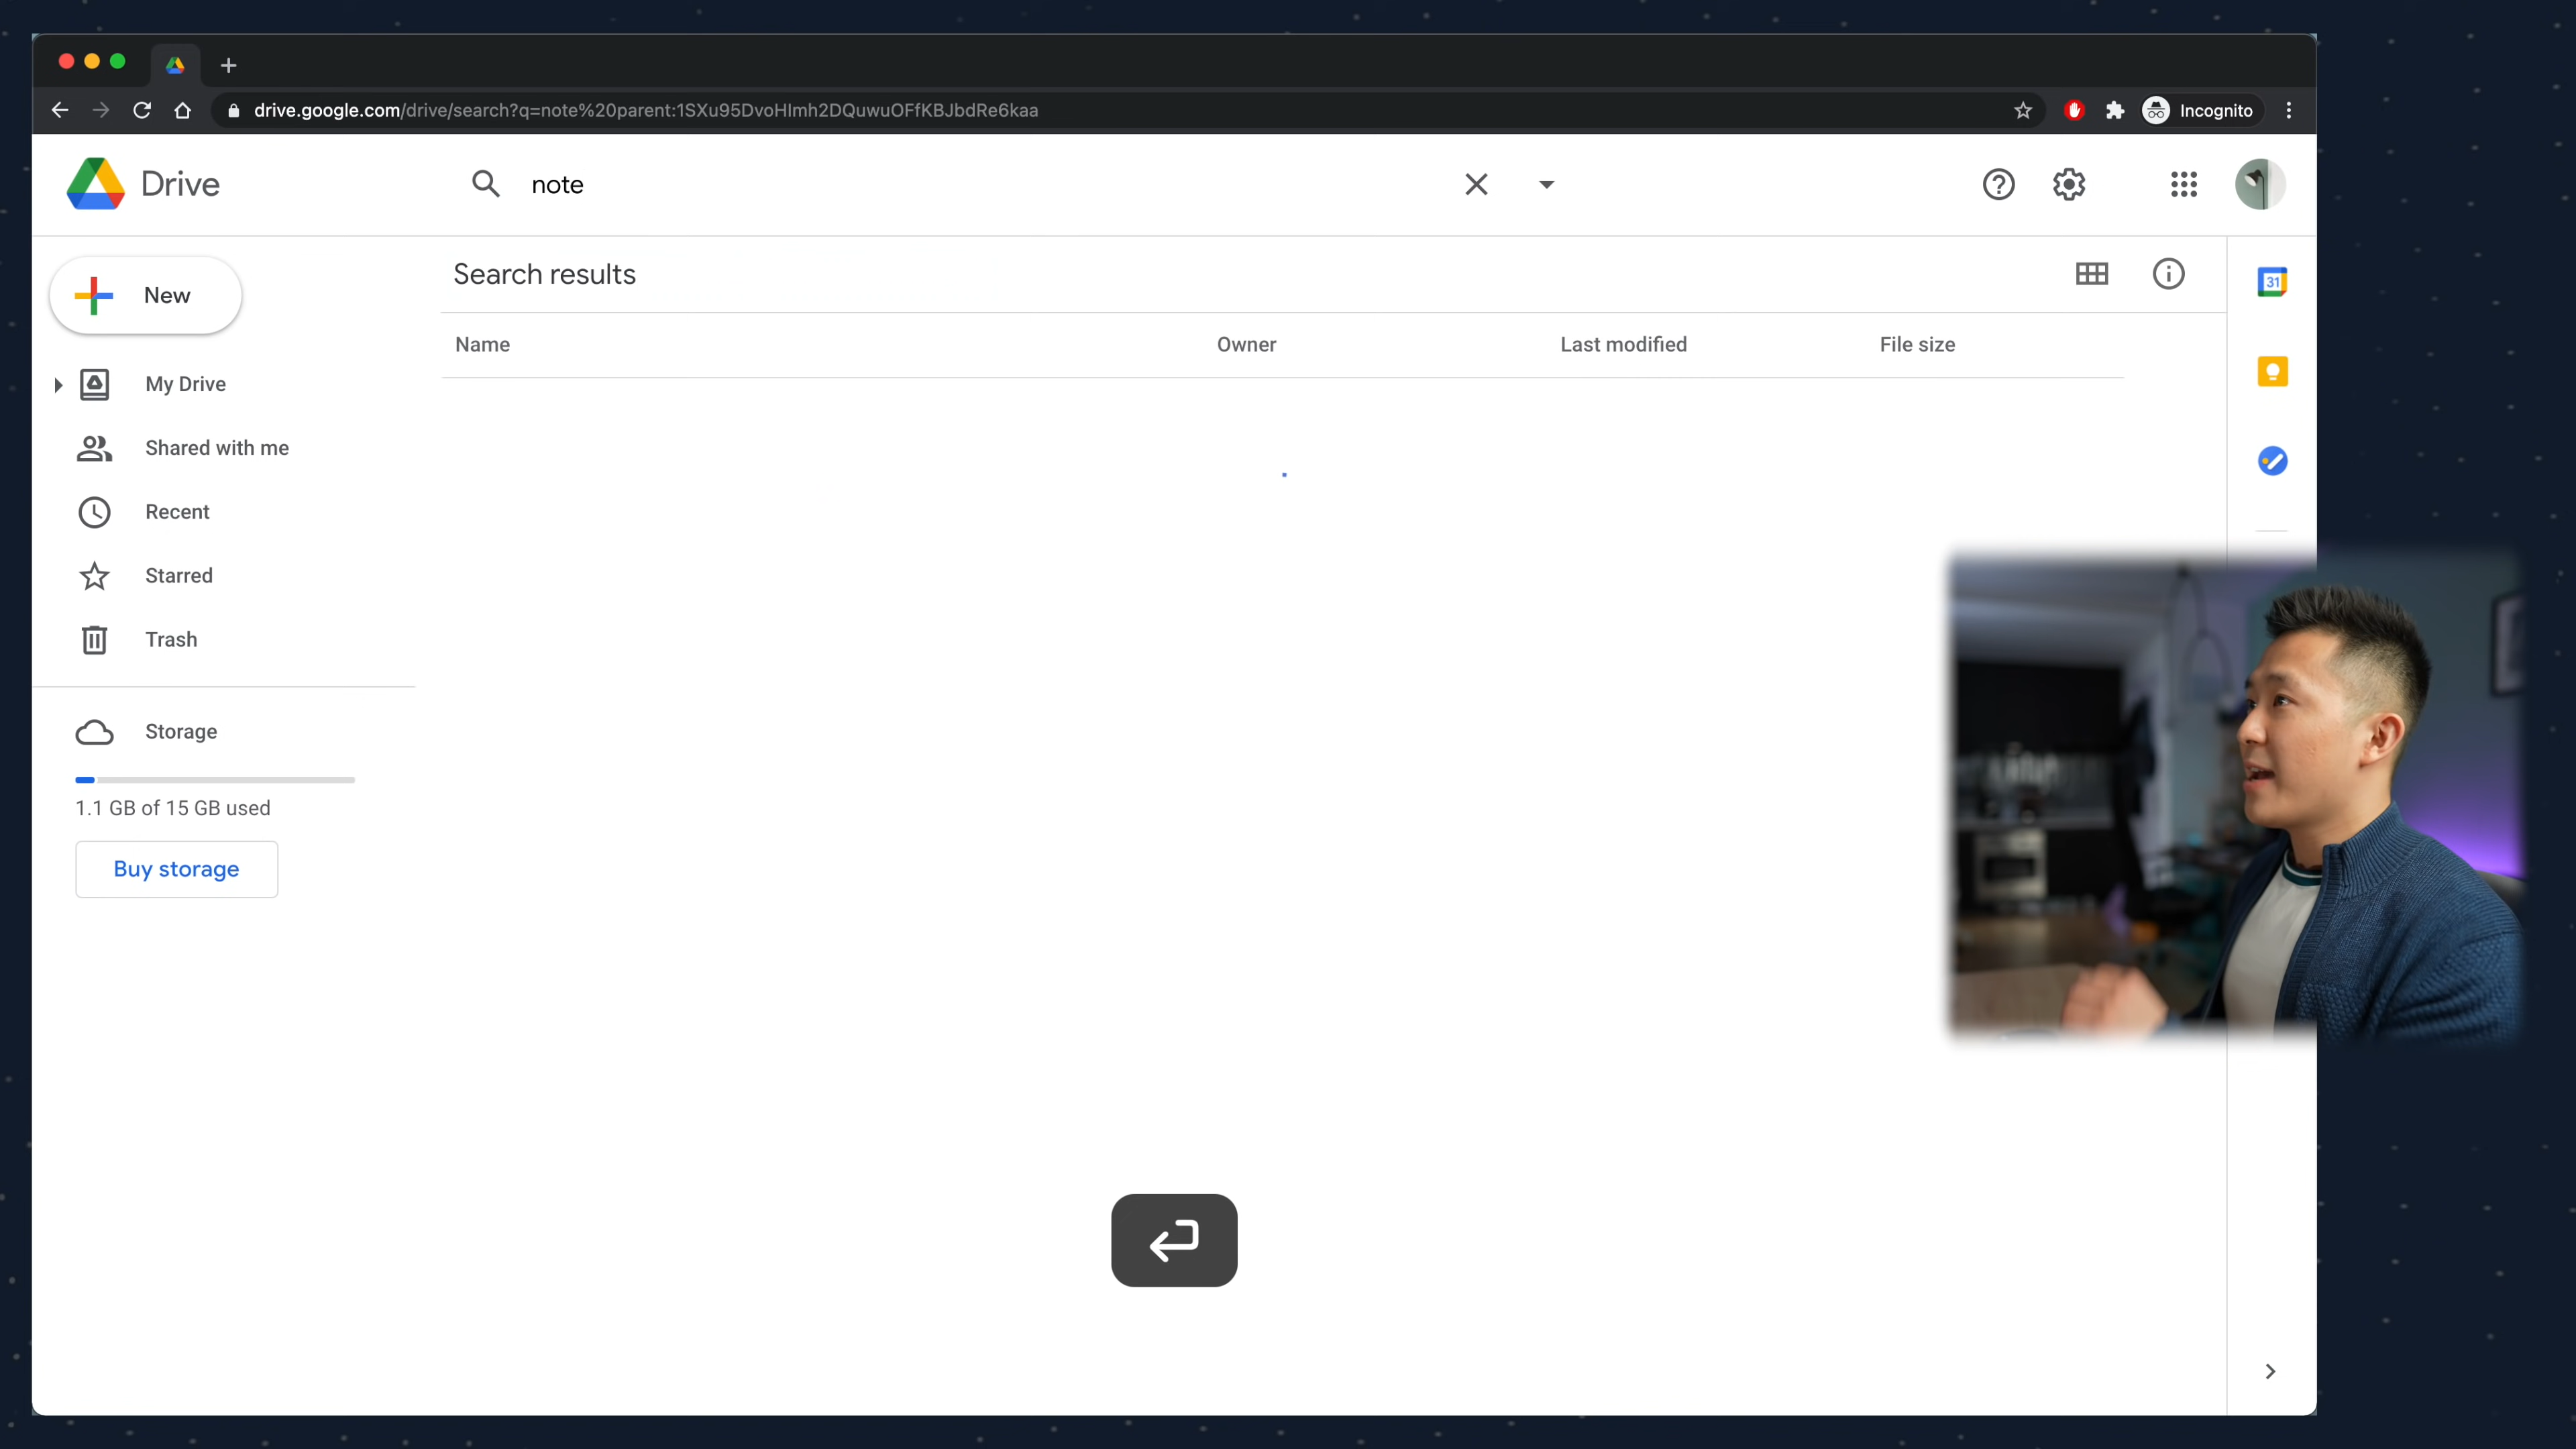 drive.google.com/drive/search?q=note%20parent:1SXu95DvoHImh2DQuwuOFfKBJbdRe6kaa
Incognito
Drive
note
New
Search results
31
Name
Owner
Last modified
File size
My Drive
Shared with me
Recent
Starred
Trash
Storage
1.1 GB of 15 GB used
Buy storage